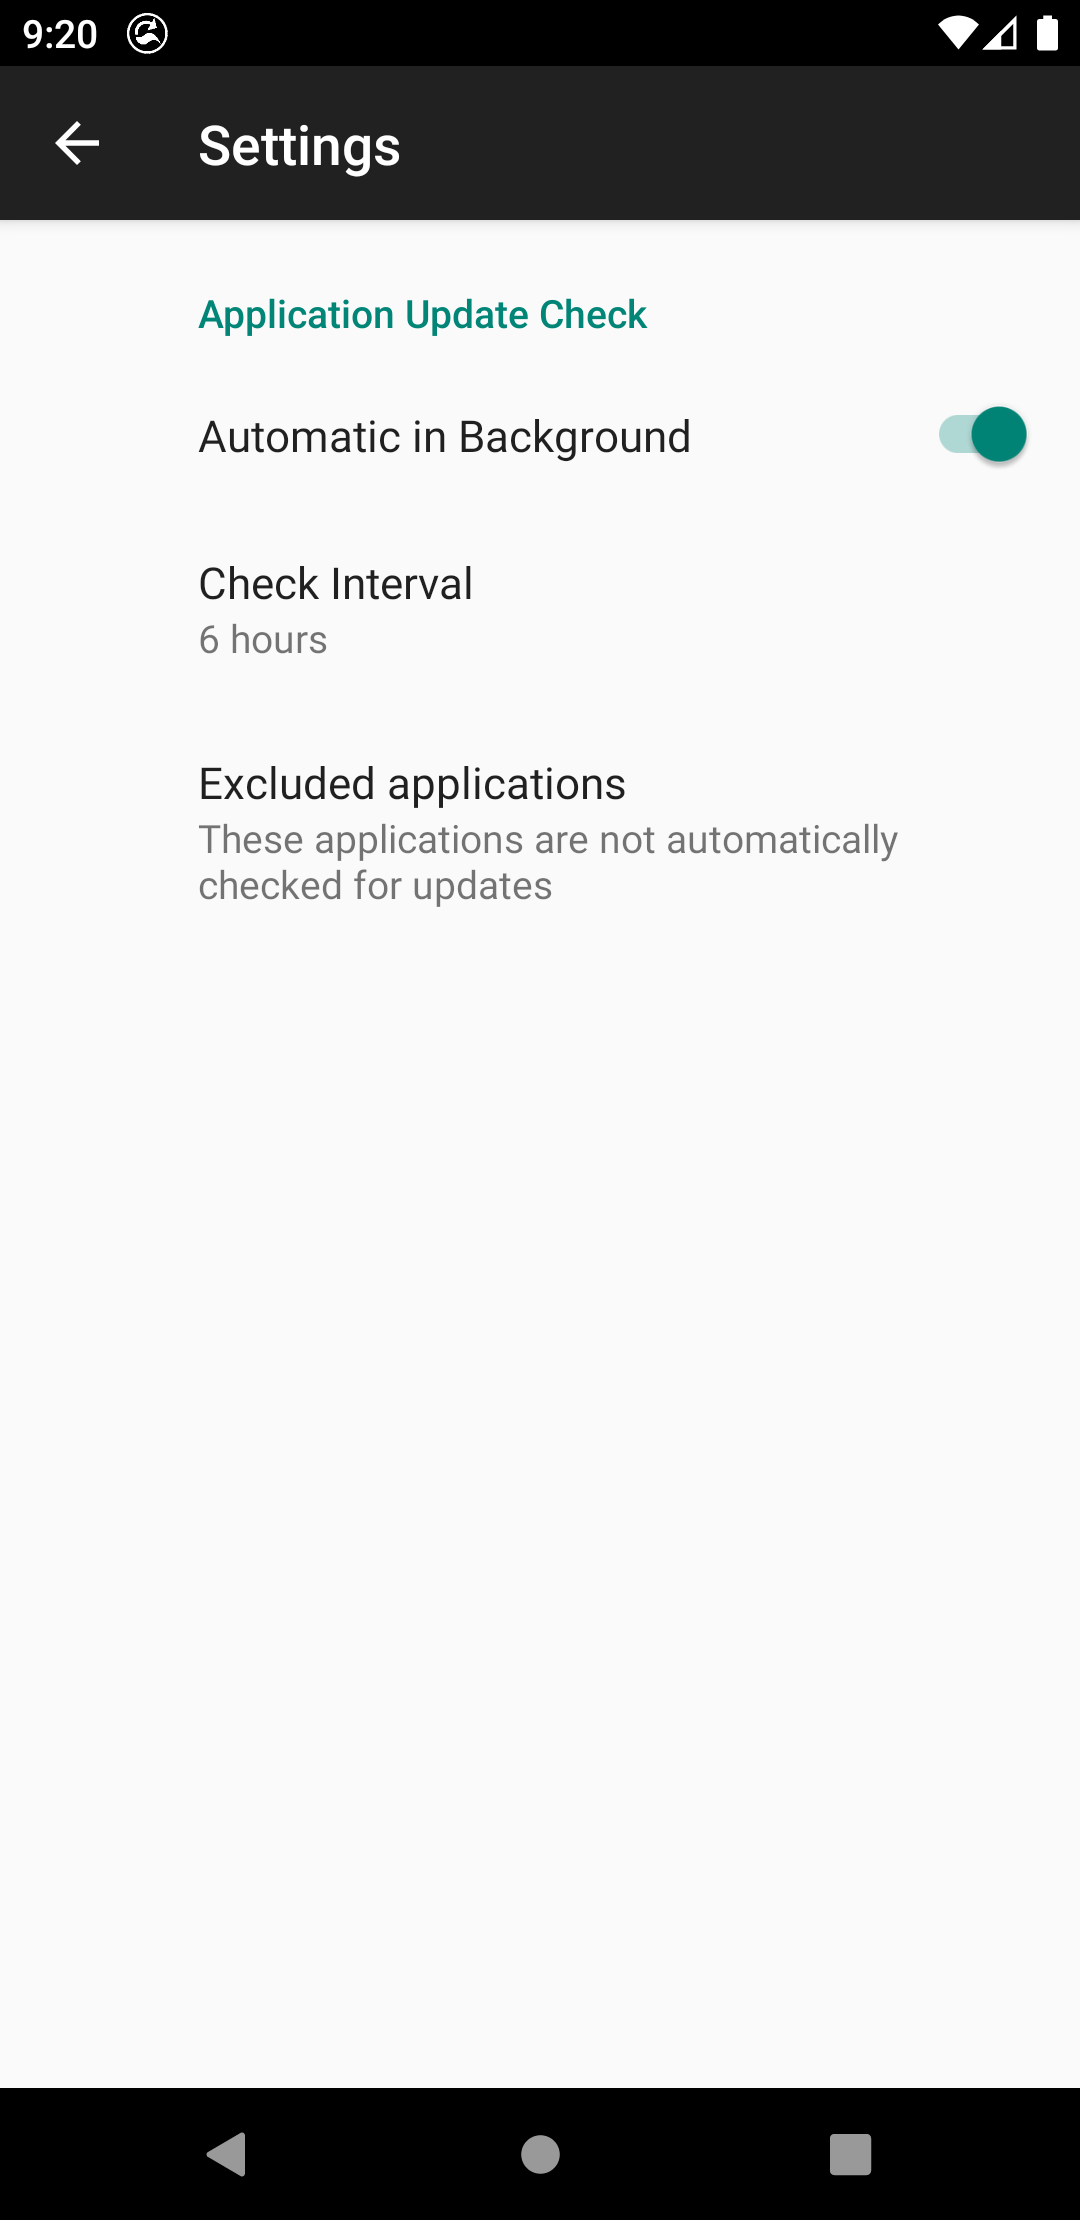 9:20
Settings
Application Update Check
Automatic in Background
Check Interval
6 hours
Excluded applications
These applications are not automatically
checked for updates